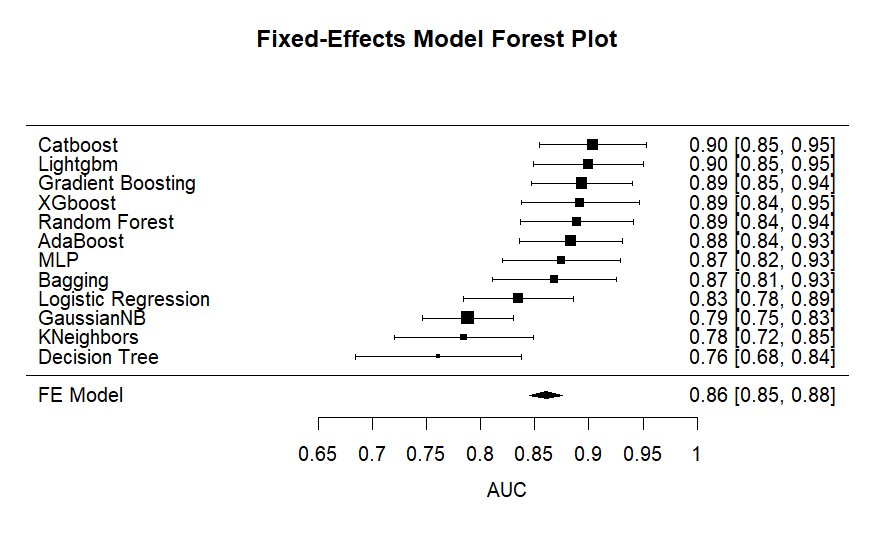 Fixed-Effects Model Forest Plot
Catboost 0.90 [0.85, 0.95]
Lightgbm 0.90 [0.85, 0.95]
Gradient Boosting 0.89 [0.85, 0.94]
XGboost 0.89 [0.84, 0.95]
Random Forest 0.89 [0.84, 0.94]
AdaBoost 0.88 [0.84, 0.93]
MLP 0.87 [0.82, 0.93]
Bagging 0.87 [0.81, 0.93]
Logistic Regression 0.83 [0.78, 0.89]
GaussianNB 0.79 [0.75, 0.83]
KNeighbors 0.78 [0.72, 0.85]
Decision Tree 0.76 [0.68, 0.84]
FE Model 0.86 [0.85, 0.88]
0.65 0.7 0.75 0.8 0.85 0.9 0.95 1
AUC